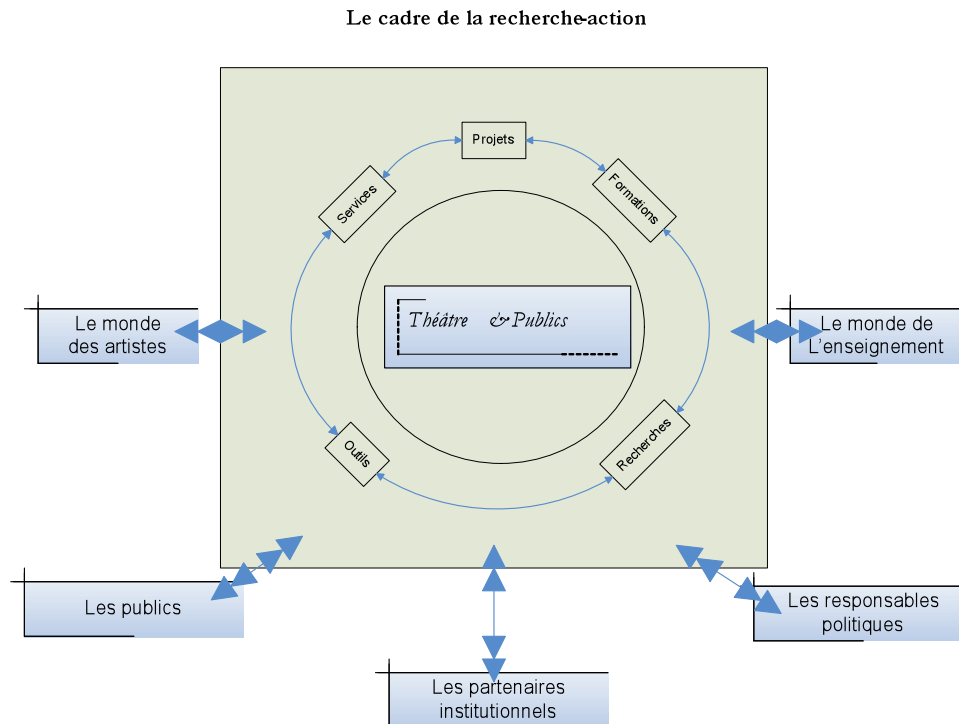 Le cadre de la recherche-action
Projets
Services
Formations
Théâtre & Publics
Le monde
des artistes
Le monde de
L'enseignement
Outils
Recherches
Les publics
Les responsables
politiques
Les partenaires
institutionnels